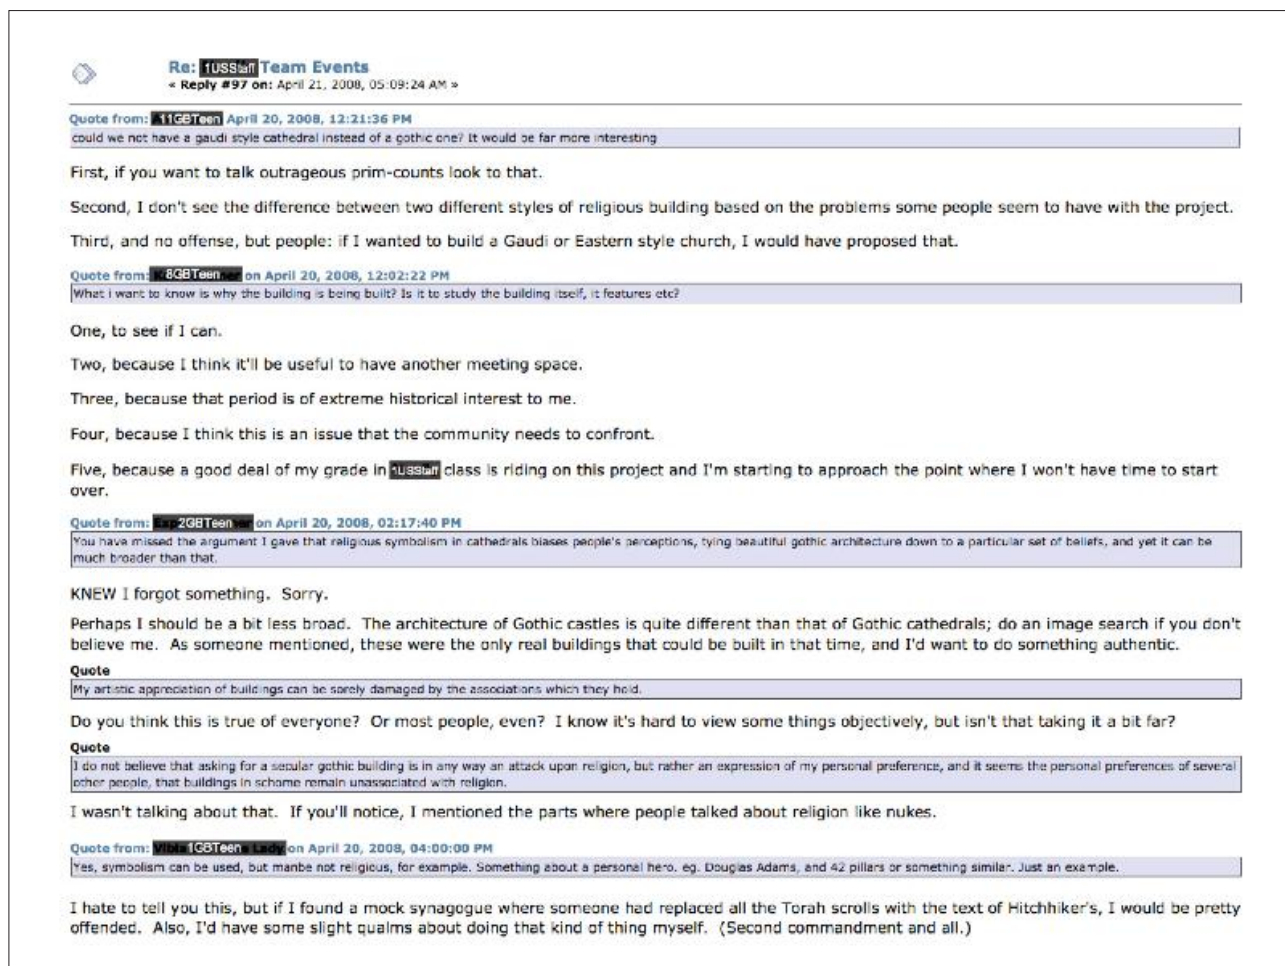 Re: 1USStaff Team Events
« Reply #97 on: April 21, 2008, 05:09:24 AM »
Quote from: A11GBTeen April 20, 2008, 12:21:36 PM
could we not have a gaudi style cathedral instead of a gothic one? It would be far more interesting
First, if you want to talk outrageous prim-counts look to that.
Second, I don't see the difference between two different styles of religious building based on the problems some people seem to have with the project.
Third, and no offense, but people: if I wanted to build a Gaudi or Eastern style church, I would have proposed that.
Quote from: 8GBTeen on April 20, 2008, 12:02:22 PM
What i want to know is why the building is being built? Is it to study the building itself, it features etc?
One, to see if I can.
Two, because I think it'll be useful to have another meeting space.
Three, because that period is of extreme historical interest to me.
Four, because I think this is an issue that the community needs to confront.
Five, because a good deal of my grade in 1USStaff class is riding on this project and I'm starting to approach the point where I won't have time to start
over.
Quote from: 2GBTeen on April 20, 2008, 02:17:40 PM
You have missed the argument I gave that religious symbolism in cathedrals biases people's perceptions, tying beautiful gothic architecture down to a particular set of beliefs, and yet it can be
much broader than that.
KNEW I forgot something. Sorry.
Perhaps I should be a bit less broad. The architecture of Gothic castles is quite different than that of Gothic cathedrals; do an image search if you don't
believe me. As someone mentioned, these were the only real buildings that could be built in that time, and I'd want to do something authentic.
Quote
My artistic appreciation of buildings can be sorely damaged by the associations which they hold.
Do you think this is true of everyone? Or most people, even? I know it's hard to view some things objectively, but isn't that taking it a bit far?
Quote
I do not believe that asking for a secular gothic building is in any way an attack upon religion, but rather an expression of my personal preference, and it seems the personal preferences of several
other people, that buildings in schome remain unassociated with religion.
I wasn't talking about that. If you'll notice, I mentioned the parts where people talked about religion like nukes.
Quote from: 1GBTeen on April 20, 2008, 04:00:00 PM
Yes, symbolism can be used, but manbe not religious, for example. Something about a personal hero. eg. Douglas Adams, and 42 pillars or something similar. Just an example.
I hate to tell you this, but if I found a mock synagogue where someone had replaced all the Torah scrolls with the text of Hitchhiker's, I would be pretty
offended. Also, I'd have some slight qualms about doing that kind of thing myself. (Second commandment and all.)